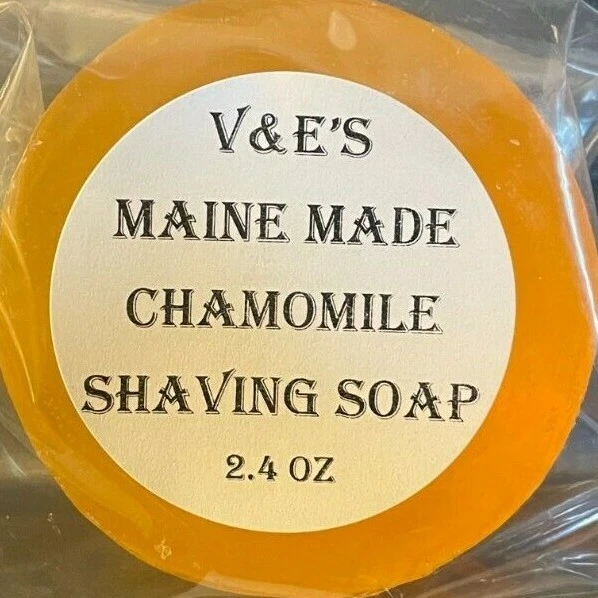 V&E'S
MAINE MADE
CHAMOMILE
SHAVING SOAP
2.4 OZ